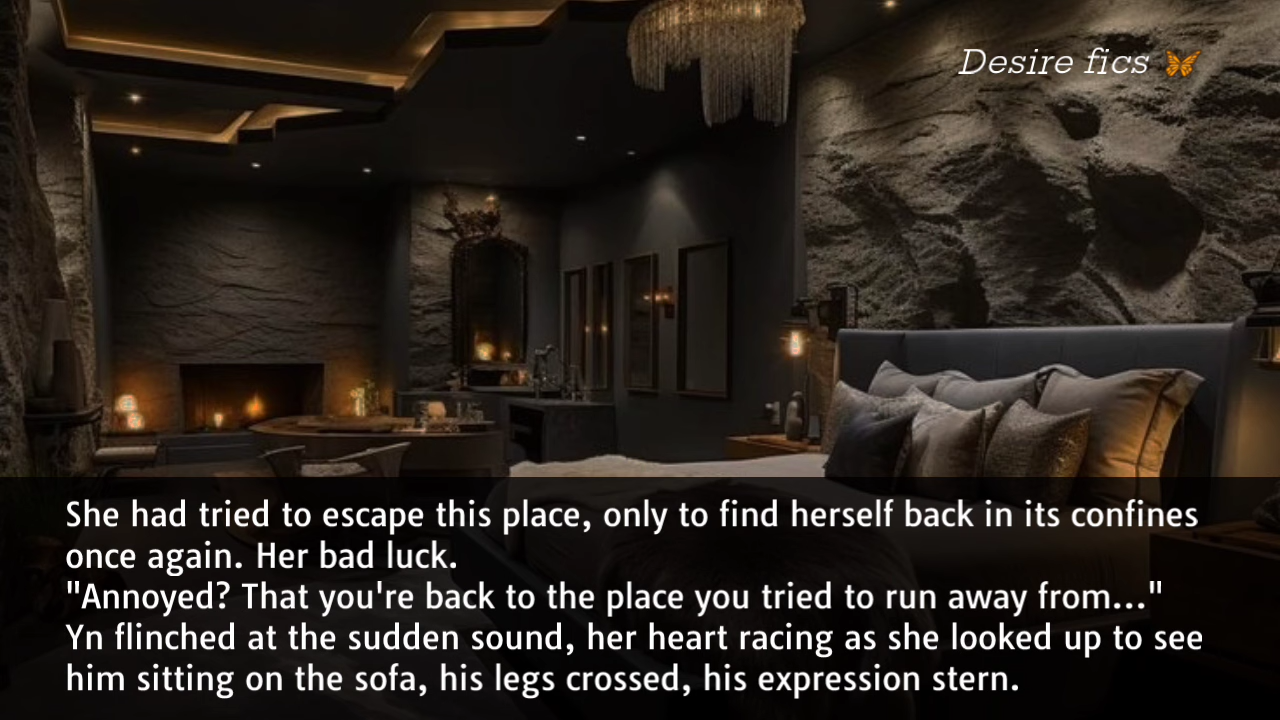 Desire fics 🦋
She had tried to escape this place, only to find herself back in its confines
once again. Her bad luck.
"Annoyed? That you're back to the place you tried to run away from..."
Yn flinched at the sudden sound, her heart racing as she looked up to see
him sitting on the sofa, his legs crossed, his expression stern.